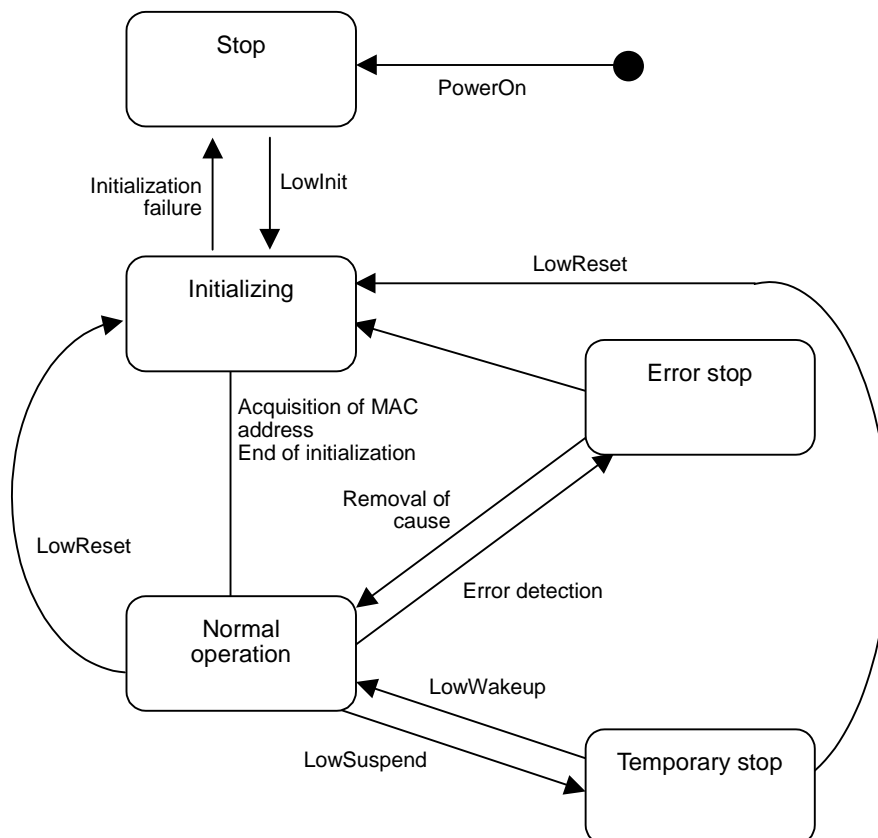 Stop
PowerOn
Initialization
failure
LowInit
Initializing
LowReset
Error stop
Acquisition of MAC
address
End of initialization
Removal of
cause
LowReset
Error detection
Normal
operation
LowWakeup
LowSuspend
Temporary stop